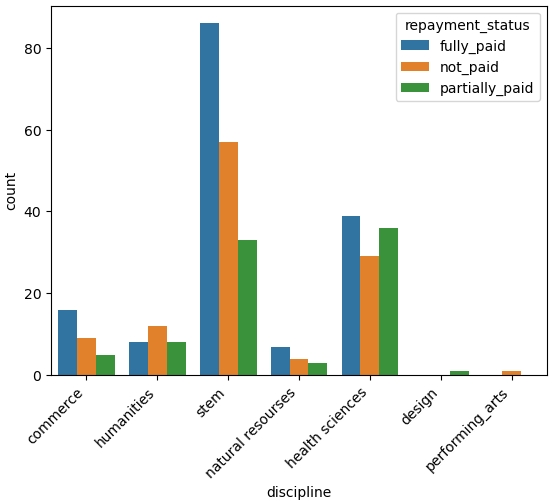 repayment_status
fully_paid
not_paid
partially_paid
80
60
40
20
0
count
commerce
humanities
stem
natural resourses
health sciences
design
performing_arts
discipline